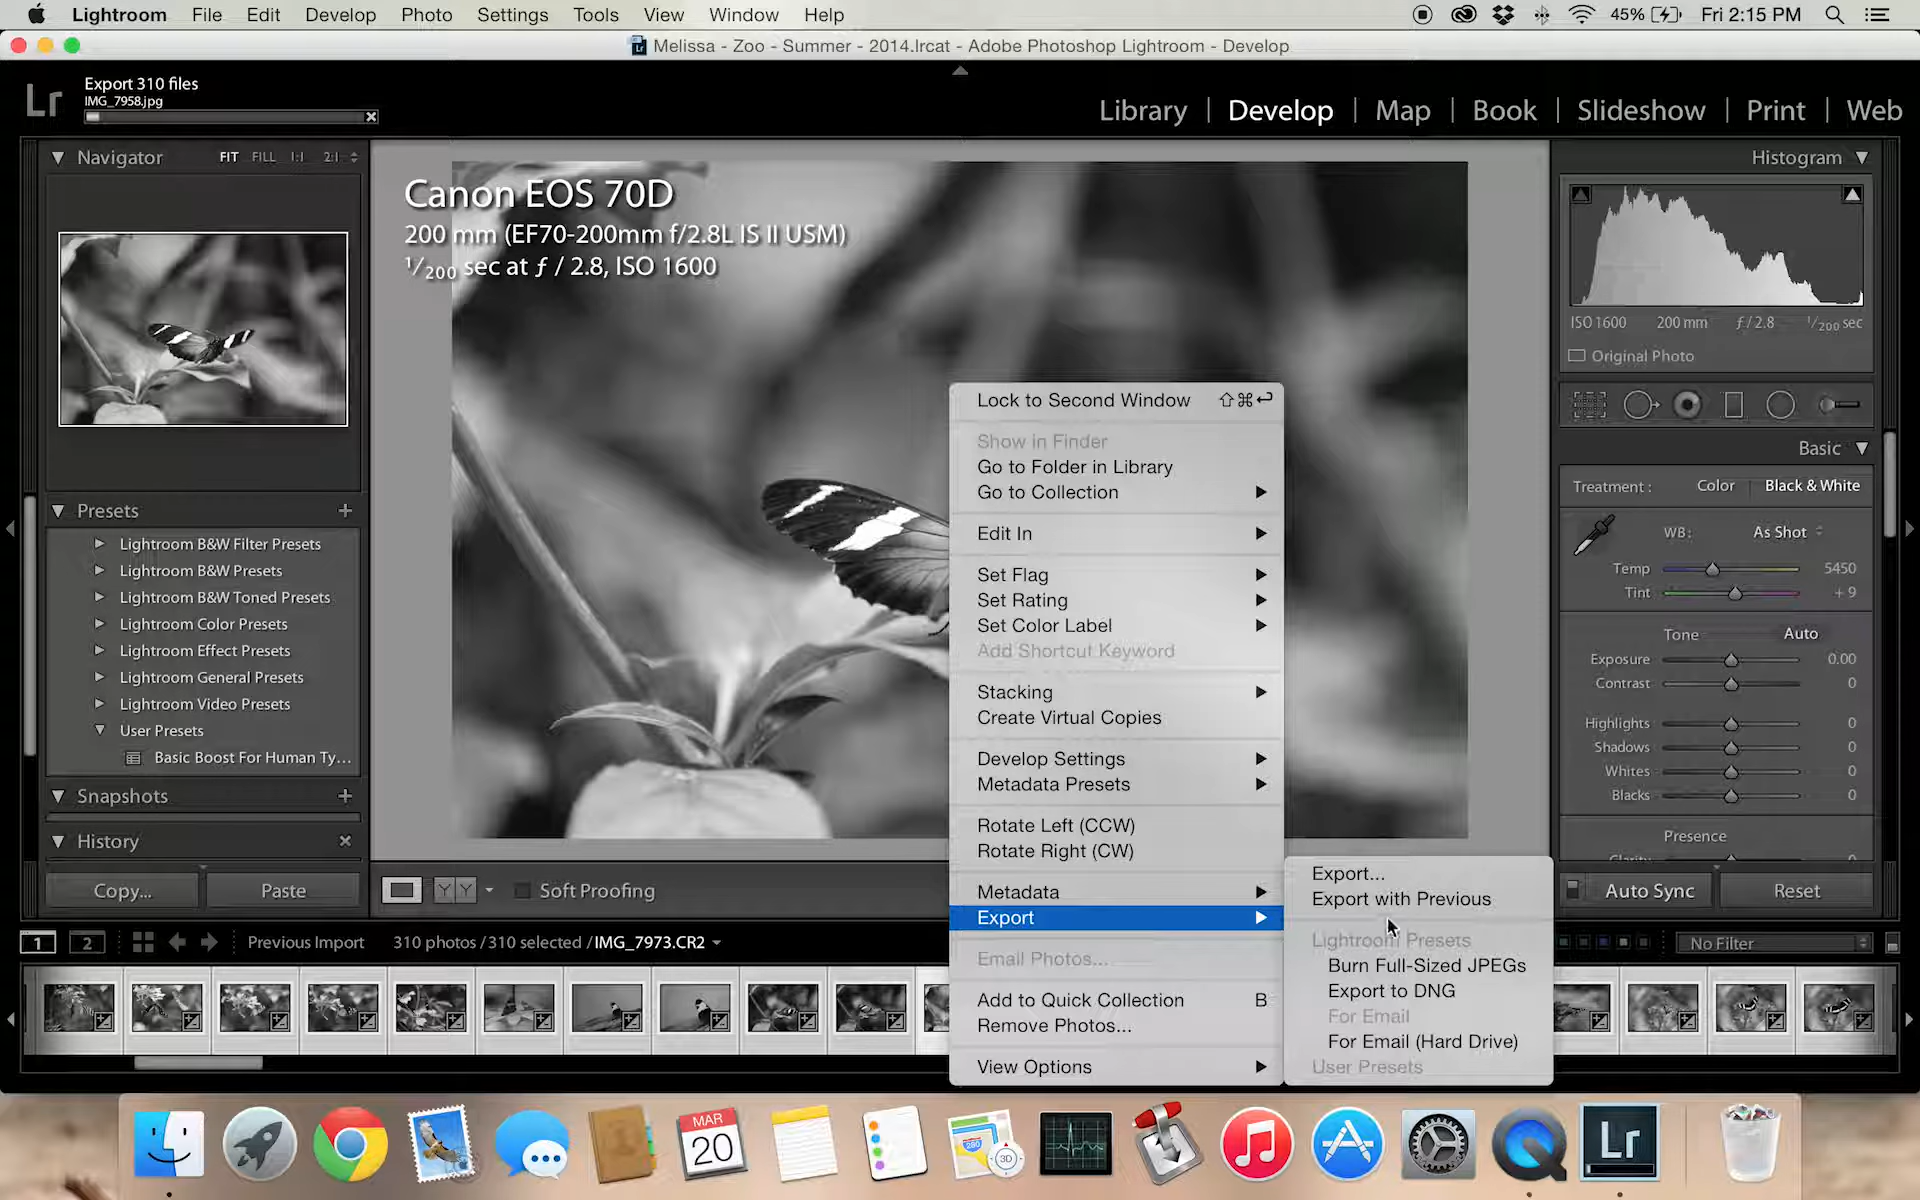 Lightroom File Edit Develop Photo Settings Tools View Window Help 45% Fri 2:15 PM
Melissa - Zoo - Summer - 2014.lrcat - Adobe Photoshop Lightroom - Develop
Lr
Export 310 files
IMG_7958.jpg
Library | Develop | Map | Book | Slideshow | Print | Web
Navigator FIT FILL 1:1 2:1
Presets +
Lightroom B&W Filter Presets
Lightroom B&W Presets
Lightroom B&W Toned Presets
Lightroom Color Presets
Lightroom Effect Presets
Lightroom General Presets
Lightroom Video Presets
User Presets
Basic Boost For Human Ty...
Snapshots +
History
Copy... Paste
Canon EOS 70D
200 mm (EF70-200mm f/2.8L IS II USM)
1/200 sec at ƒ / 2.8, ISO 1600
Lock to Second Window ⇧⌘↩
Show in Finder
Go to Folder in Library
Go to Collection
Edit In
Set Flag
Set Rating
Set Color Label
Add Shortcut Keyword
Stacking
Create Virtual Copies
Develop Settings
Metadata Presets
Rotate Left (CCW)
Rotate Right (CW)
Metadata
Export
Email Photos...
Add to Quick Collection B
Remove Photos...
View Options
Export...
Export with Previous
Lightroom Presets
Burn Full-Sized JPEGs
Export to DNG
For Email
For Email (Hard Drive)
User Presets
Histogram
ISO 1600 200 mm ƒ / 2.8 1/200 sec
Original Photo
Basic
Treatment : Color Black & White
WB: As Shot
Temp 5450
Tint + 9
Tone Auto
Exposure 0.00
Contrast 0
Highlights 0
Shadows 0
Whites 0
Blacks 0
Presence
Clarity 0
Auto Sync Reset
Y Y Soft Proofing
1 2 Previous Import 310 photos / 310 selected / IMG_7973.CR2 No Filter
MAR
20
280
3D
Lr